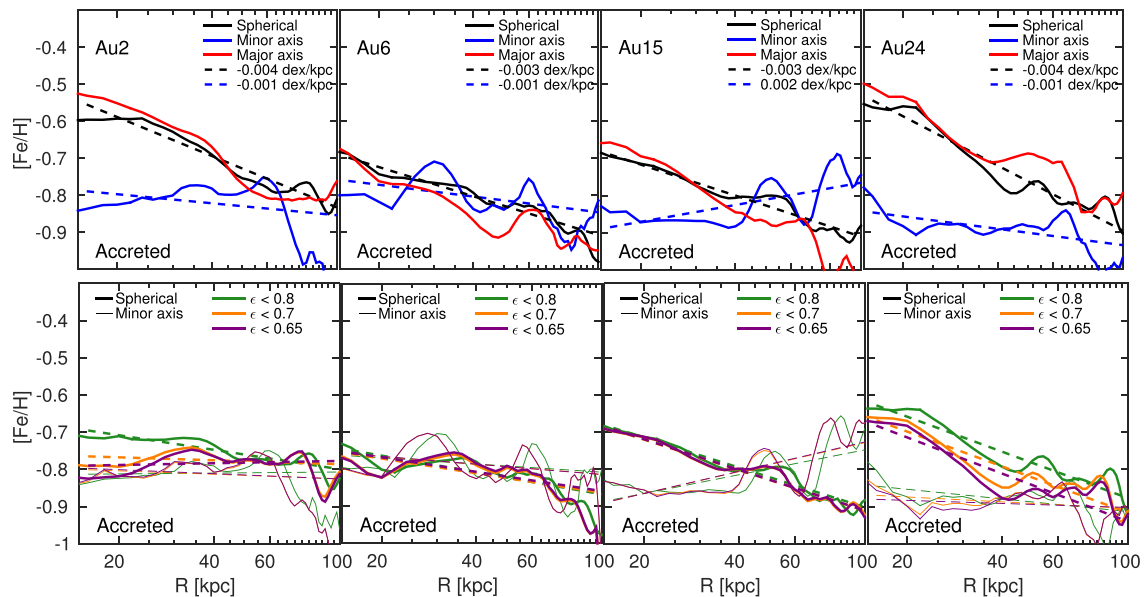 Au2
Spherical
Minor axis
Major axis
-0.004 dex/kpc
-0.001 dex/kpc
Accreted
Au6
Spherical
Minor axis
Major axis
-0.003 dex/kpc
-0.001 dex/kpc
Accreted
Au15
Spherical
Minor axis
Major axis
-0.003 dex/kpc
0.002 dex/kpc
Accreted
Au24
Spherical
Minor axis
Major axis
-0.004 dex/kpc
-0.001 dex/kpc
Accreted
[Fe/H]
-0.4
-0.5
-0.6
-0.7
-0.8
-0.9
20 40 60 100
20 40 60 100
20 40 60 100
20 40 60 100
Spherical
Minor axis
ϵ < 0.8
ϵ < 0.7
ϵ < 0.65
Accreted
Spherical
Minor axis
ϵ < 0.8
ϵ < 0.7
ϵ < 0.65
Accreted
Spherical
Minor axis
ϵ < 0.8
ϵ < 0.7
ϵ < 0.65
Accreted
Spherical
Minor axis
ϵ < 0.8
ϵ < 0.7
ϵ < 0.65
Accreted
[Fe/H]
-0.4
-0.5
-0.6
-0.7
-0.8
-0.9
-1
R [kpc]
R [kpc]
R [kpc]
R [kpc]